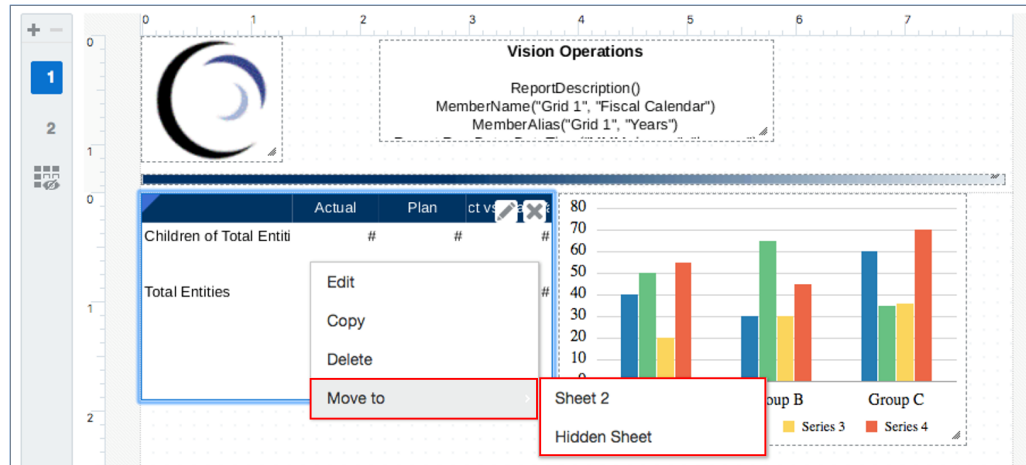 0 1 2 3 4 5 6 7
0
1
2
1
0
1
2
Vision Operations
ReportDescription()
MemberName("Grid 1", "Fiscal Calendar")
MemberAlias("Grid 1", "Years")
Actual Plan ct vs
Children of Total Entiti # # #
Total Entities #
Edit
Copy
Delete
Move to
Sheet 2
Hidden Sheet
80
70
60
50
40
30
20
10
0
oup B Group C
Series 3 Series 4